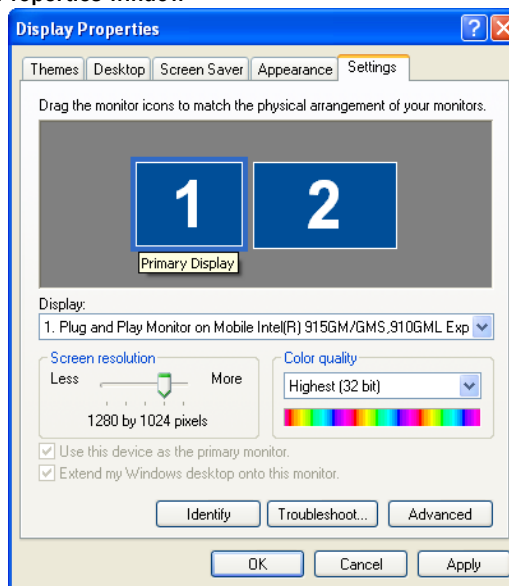 Properties window
Display Properties
Themes Desktop Screen Saver Appearance Settings
Drag the monitor icons to match the physical arrangement of your monitors.
1 2
Primary Display
Display:
1. Plug and Play Monitor on Mobile Intel(R) 915GM/GMS,910GML Exp
Screen resolution Color quality
Less More Highest (32 bit)
1280 by 1024 pixels
Use this device as the primary monitor.
Extend my Windows desktop onto this monitor.
Identify Troubleshoot... Advanced
OK Cancel Apply